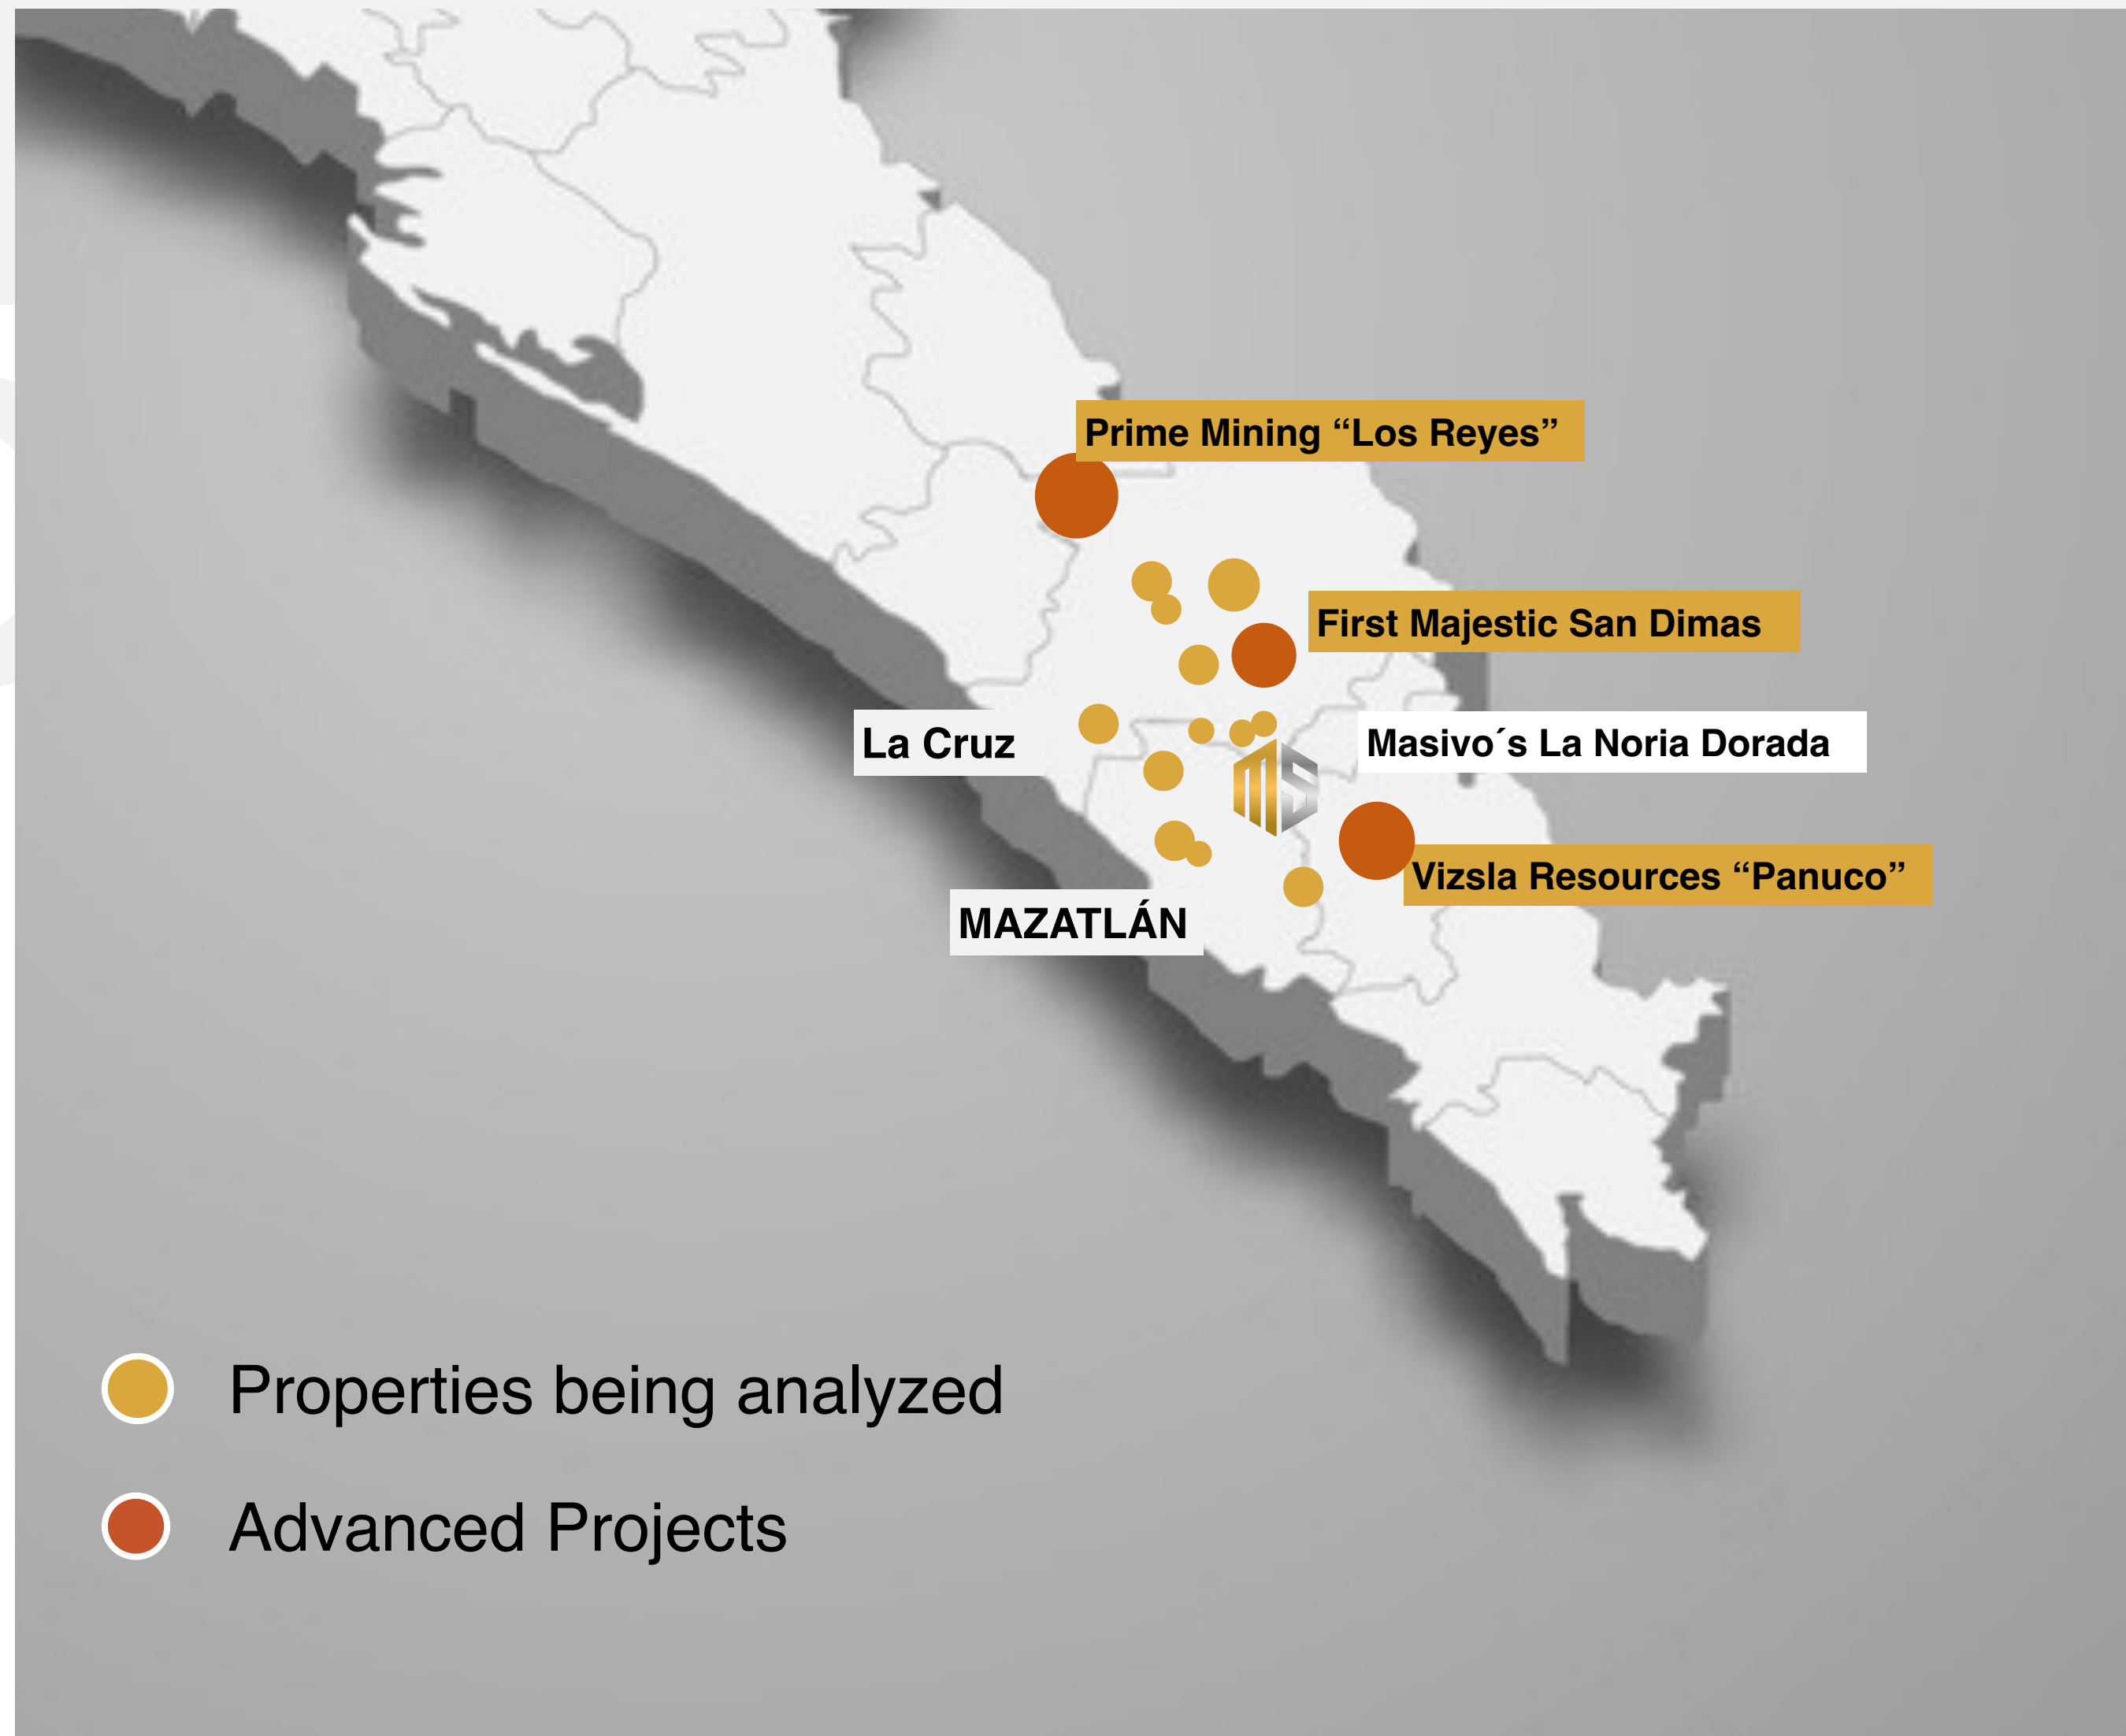 Prime Mining “Los Reyes”
First Majestic San Dimas
La Cruz
Masivo´s La Noria Dorada
Vizsla Resources “Panuco”
MAZATLÁN
Properties being analyzed
Advanced Projects